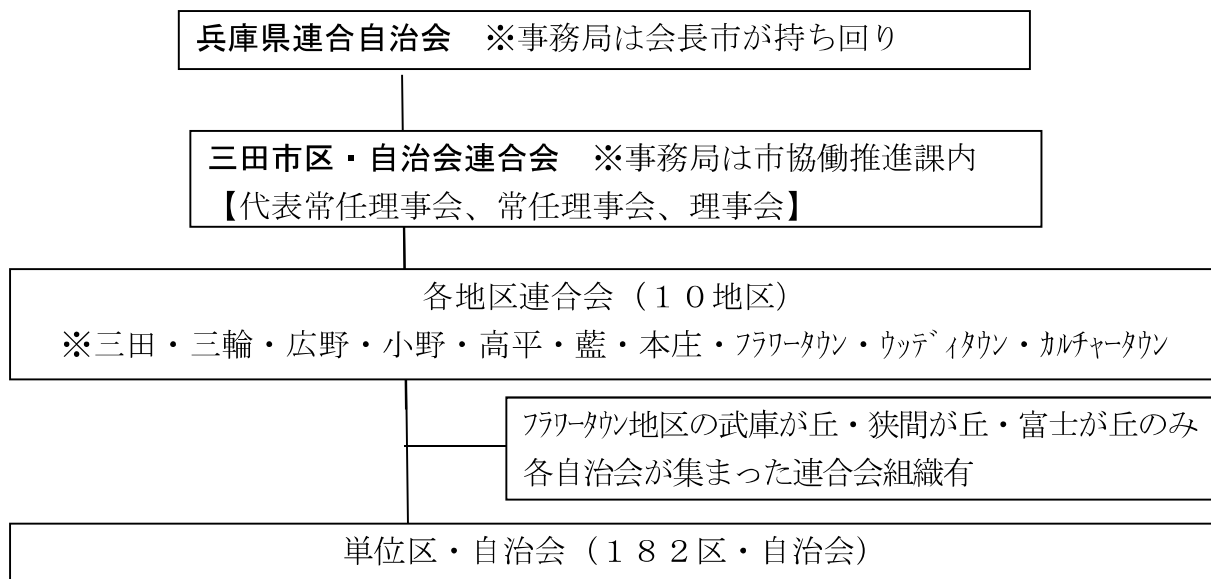 兵庫県連合自治会　※事務局は会長市が持ち回り
三田市区・自治会連合会　※事務局は市協働推進課内
【代表常任理事会、常任理事会、理事会】
各地区連合会（１０地区）
※三田・三輪・広野・小野・高平・藍・本庄・ﾌﾗﾜｰﾀｳﾝ・ｳｯﾃﾞｨﾀｳﾝ・ｶﾙﾁｬｰﾀｳﾝ
ﾌﾗﾜｰﾀｳﾝ地区の武庫が丘・狭間が丘・富士が丘のみ
各自治会が集まった連合会組織有
単位区・自治会（１８２区・自治会）